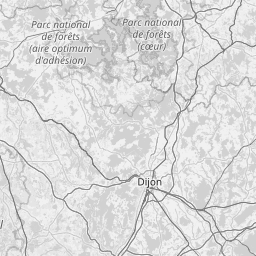 Parc national
de forêts
(aire optimum
d'adhésion)
Parc national
de forêts
(cœur)
Dijon